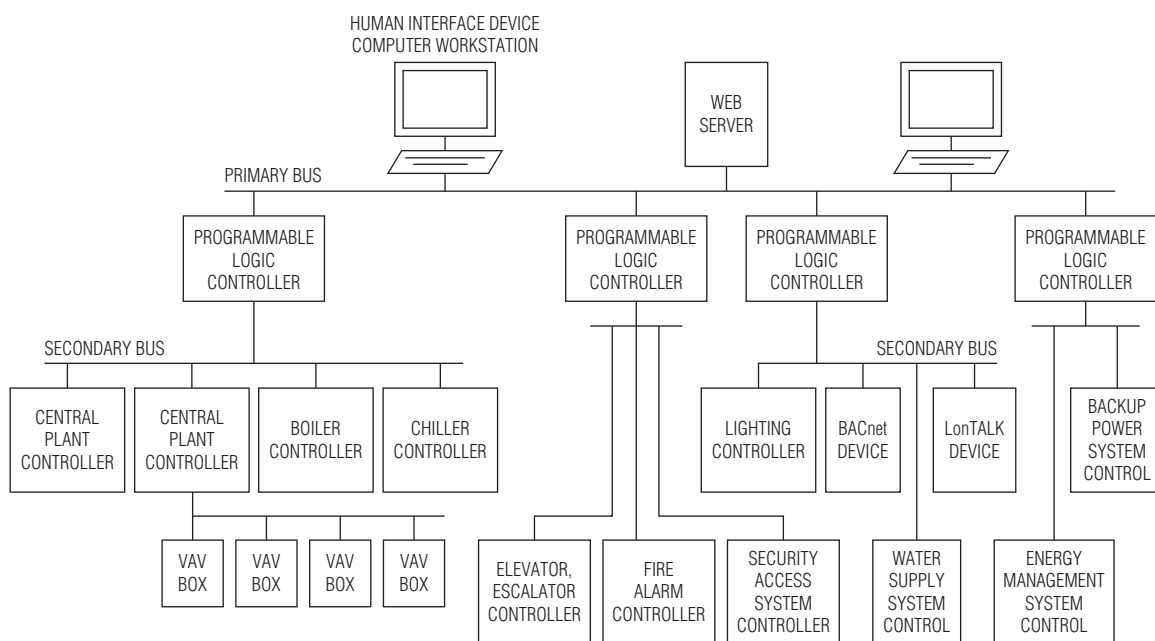 HUMAN INTERFACE DEVICE
COMPUTER WORKSTATION
WEB
SERVER
PRIMARY BUS
PROGRAMMABLE
LOGIC
CONTROLLER
PROGRAMMABLE
LOGIC
CONTROLLER
PROGRAMMABLE
LOGIC
CONTROLLER
PROGRAMMABLE
LOGIC
CONTROLLER
SECONDARY BUS
SECONDARY BUS
CENTRAL
PLANT
CONTROLLER
CENTRAL
PLANT
CONTROLLER
BOILER
CONTROLLER
CHILLER
CONTROLLER
LIGHTING
CONTROLLER
BACnet
DEVICE
LonTALK
DEVICE
BACKUP
POWER
SYSTEM
CONTROL
VAV
BOX
VAV
BOX
VAV
BOX
VAV
BOX
ELEVATOR,
ESCALATOR
CONTROLLER
FIRE
ALARM
CONTROLLER
SECURITY
ACCESS
SYSTEM
CONTROLLER
WATER
SUPPLY
SYSTEM
CONTROL
ENERGY
MANAGEMENT
SYSTEM
CONTROL